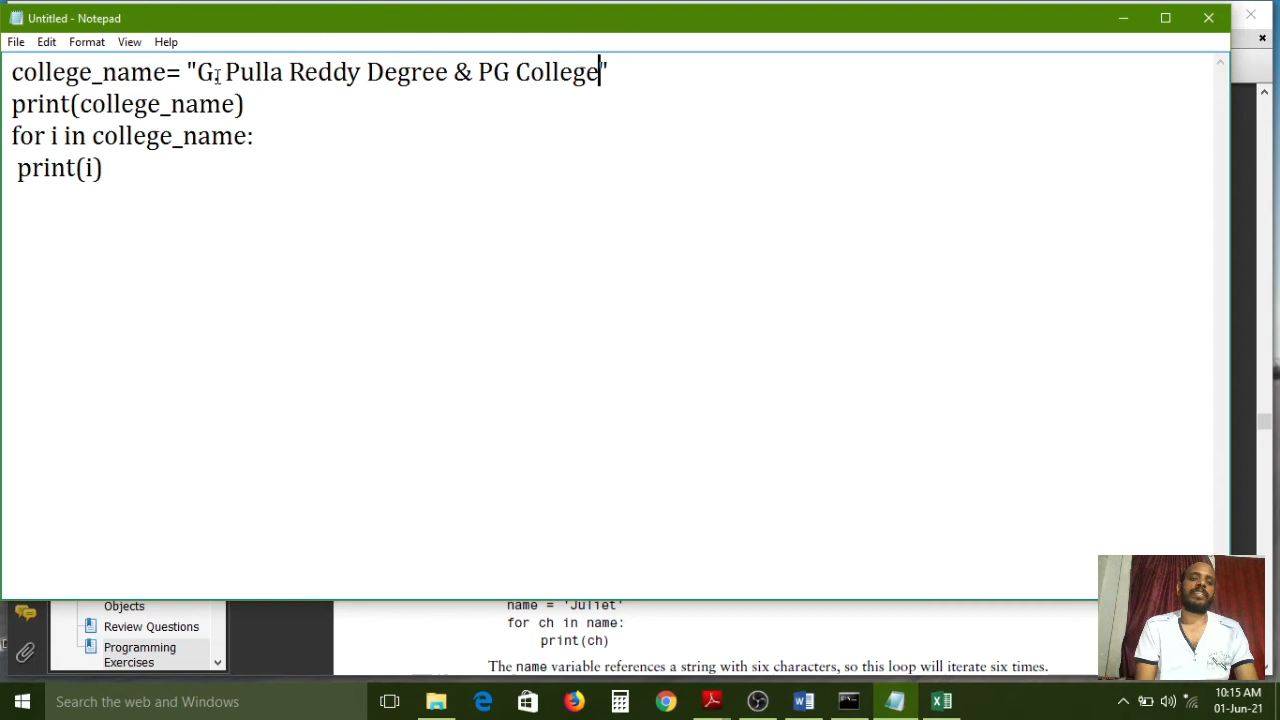 Untitled - Notepad
File Edit Format View Help
college_name= "G. Pulla Reddy Degree & PG College"
print(college_name)
for i in college_name:
 print(i)
Objects
Review Questions
Programming
Exercises
name = 'Juliet'
for ch in name:
print(ch)
The name variable references a string with six characters, so this loop will iterate six times.
Search the web and Windows
10:15 AM
01-Jun-21